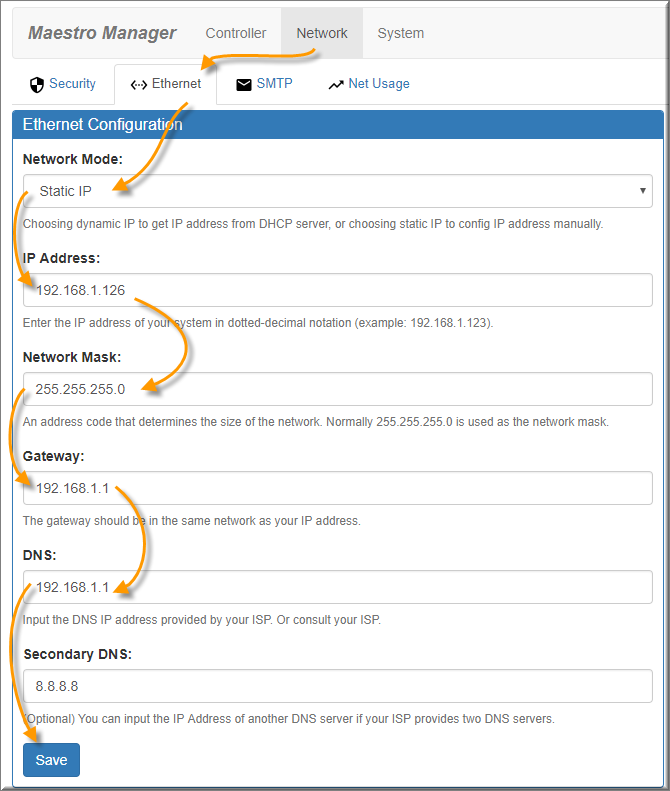 Maestro Manager Controller Network System
Security Ethernet SMTP Net Usage
Ethernet Configuration
Network Mode:
Static IP
Choosing dynamic IP to get IP address from DHCP server, or choosing static IP to config IP address manually.
IP Address:
192.168.1.126
Enter the IP address of your system in dotted-decimal notation (example: 192.168.1.123).
Network Mask:
255.255.255.0
An address code that determines the size of the network. Normally 255.255.255.0 is used as the network mask.
Gateway:
192.168.1.1
The gateway should be in the same network as your IP address.
DNS:
192.168.1.1
Input the DNS IP address provided by your ISP. Or consult your ISP.
Secondary DNS:
8.8.8.8
(Optional) You can input the IP Address of another DNS server if your ISP provides two DNS servers.
Save